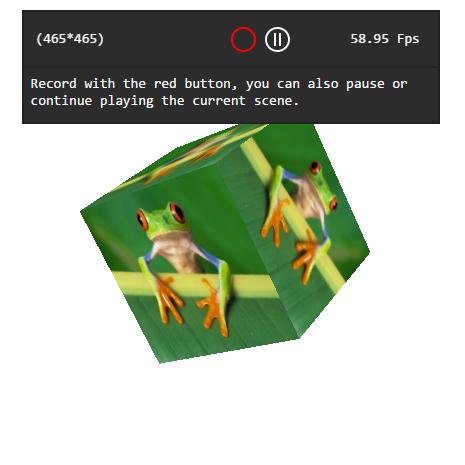 (465*465) 58.95 Fps
Record with the red button, you can also pause or
continue playing the current scene.